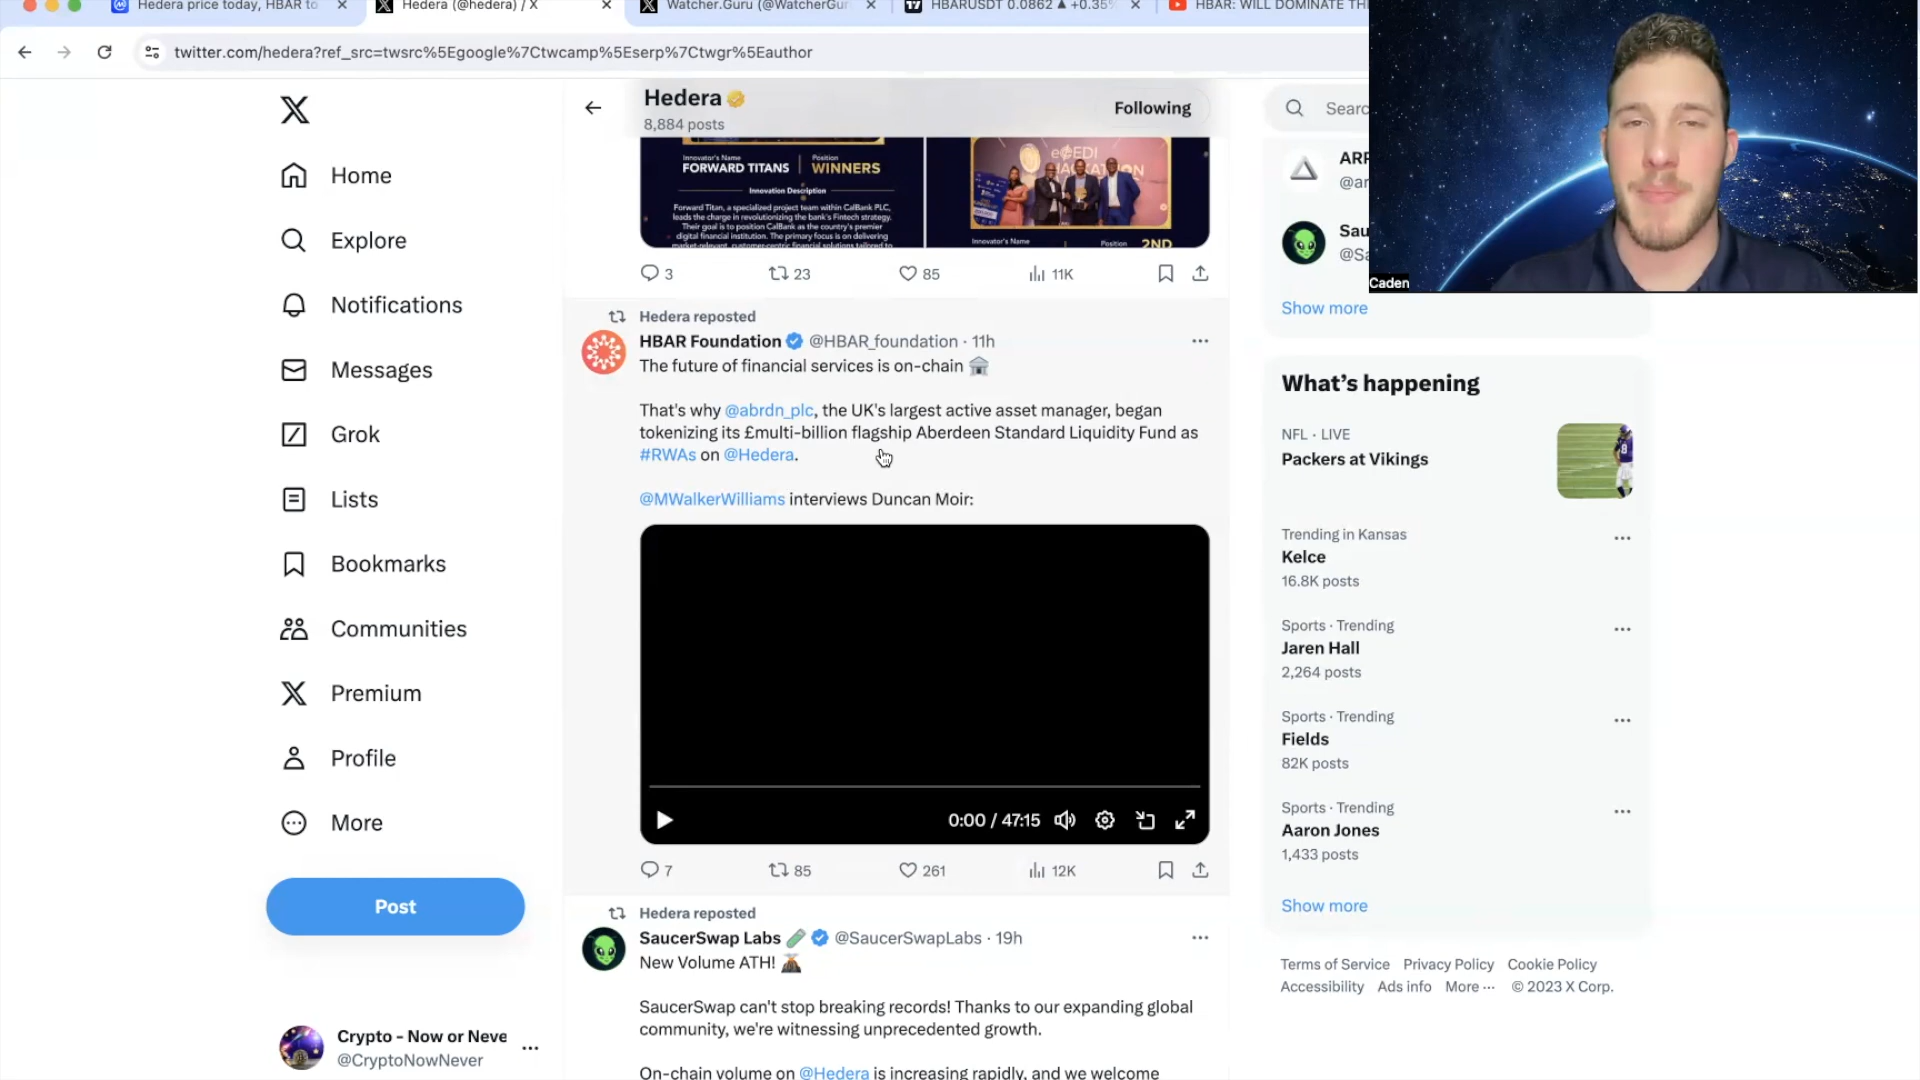 Hedera price today, HBAR to
Hedera (@hedera) / X
Watcher.Guru (@WatcherGur
HBARUSDT 0.0862 ▲ +0.35%
HBAR: WILL DOMINATE TH
twitter.com/hedera?ref_src=twsrc%5Egoogle%7Ctwcamp%5Eserp%7Ctwgr%5Eauthor
Hedera
8,884 posts
Following
Searc
Home
Explore
Notifications
Messages
Grok
Lists
Bookmarks
Communities
Premium
Profile
More
Post
Crypto - Now or Neve
@CryptoNowNever
Innovator's Name
FORWARD TITANS
Position
WINNERS
Innovation Description
Forward Titan, a specialized project team within CalBank PLC,
leads the charge in revolutionizing the bank's Fintech strategy.
Their goal is to position CalBank as the country's premier
digital financial institution. The primary focus is on delivering
market-relevant, customer-centric financial solutions tailored to
Innovator's Name
Position
2ND
3
23
85
11K
Hedera reposted
HBAR Foundation @HBAR_foundation · 11h
The future of financial services is on-chain
That's why @abrdn_plc, the UK's largest active asset manager, began
tokenizing its £multi-billion flagship Aberdeen Standard Liquidity Fund as
#RWAs on @Hedera.
@MWalkerWilliams interviews Duncan Moir:
0:00 / 47:15
7
85
261
12K
Hedera reposted
SaucerSwap Labs @SaucerSwapLabs · 19h
New Volume ATH!
SaucerSwap can't stop breaking records! Thanks to our expanding global
community, we're witnessing unprecedented growth.
On-chain volume on @Hedera is increasing rapidly, and we welcome
ARF
@ar
Sau
@Sa
Show more
Caden
What's happening
NFL · LIVE
Packers at Vikings
Trending in Kansas
Kelce
16.8K posts
Sports · Trending
Jaren Hall
2,264 posts
Sports · Trending
Fields
82K posts
Sports · Trending
Aaron Jones
1,433 posts
Show more
Terms of Service Privacy Policy Cookie Policy
Accessibility Ads info More ··· © 2023 X Corp.